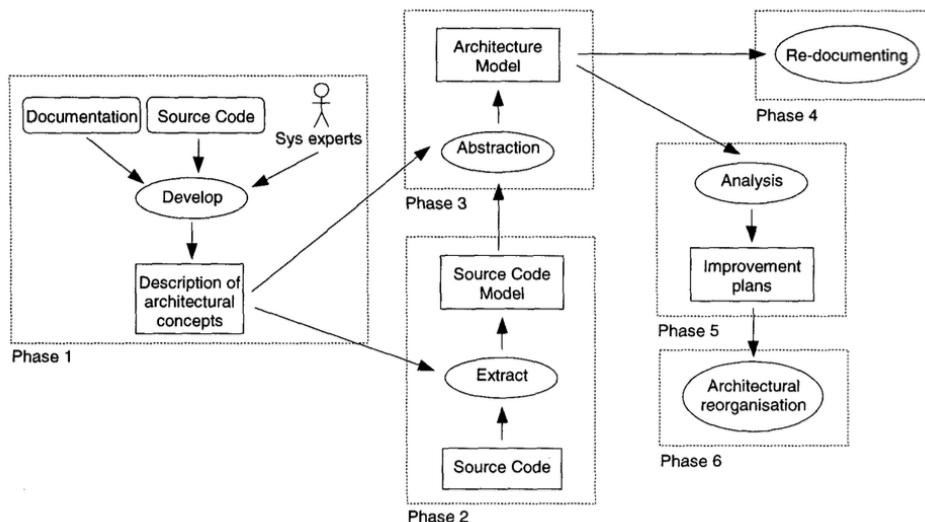 Documentation
Source Code
Sys experts
Develop
Description of
architectural
concepts
Phase 1
Architecture
Model
Abstraction
Phase 3
Source Code
Model
Extract
Source Code
Phase 2
Re-documenting
Phase 4
Analysis
Improvement
plans
Phase 5
Architectural
reorganisation
Phase 6